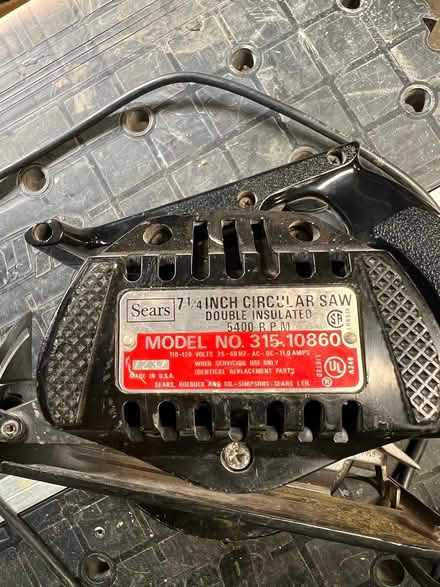 Sears
7 1/4 INCH CIRCULAR SAW
DOUBLE INSULATED
5400 R.P.M
MODEL NO. 315.10860
110-120 VOLTS 25-60 HZ-AC-DC-11.0 AMPS
WHEN SERVICING USE ONLY
IDENTICAL REPLACEMENT PARTS
MADE IN U.S.A.
SEARS, ROEBUCK AND CO.-SIMPSONS-SEARS LTD.
UL
LISTED